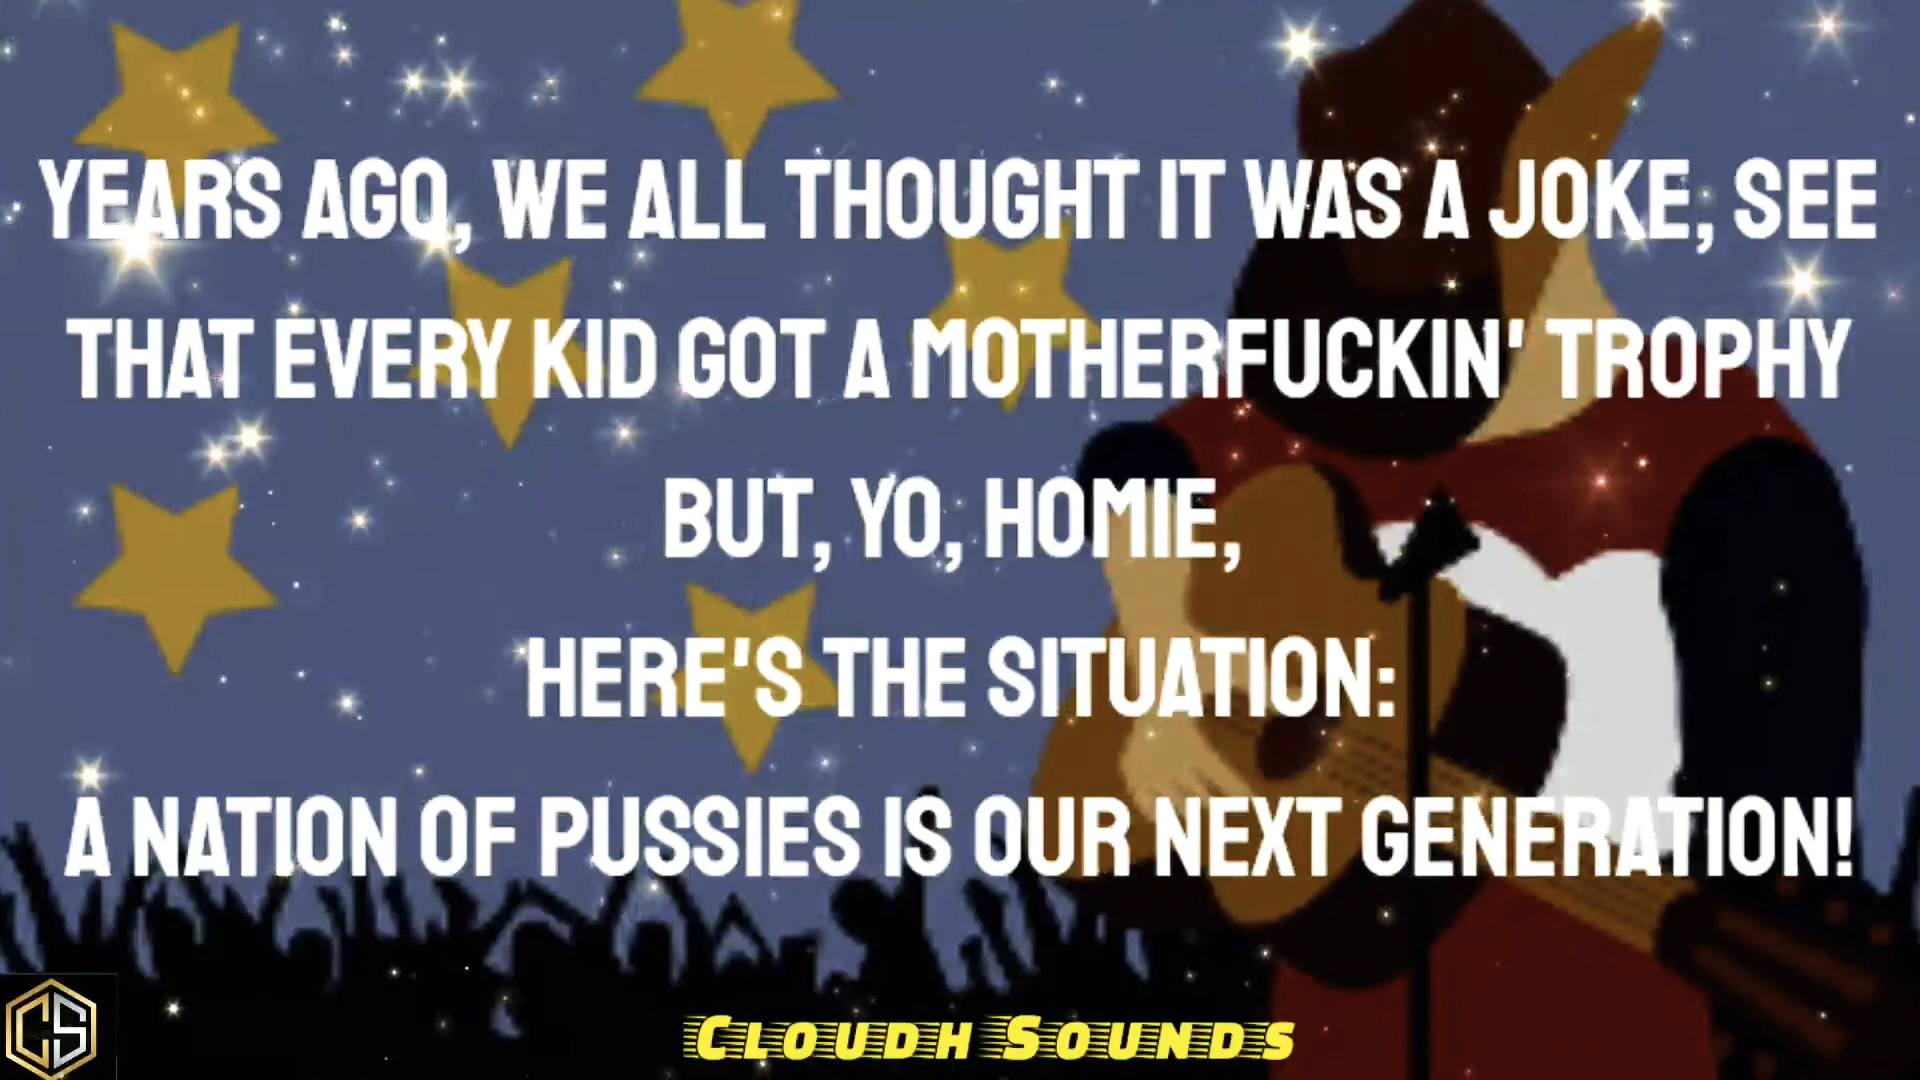 YEARS AGO, WE ALL THOUGHT IT WAS A JOKE, SEE
THAT EVERY KID GOT A MOTHERFUCKIN' TROPHY
BUT, YO, HOMIE,
HERE'S THE SITUATION:
A NATION OF PUSSIES IS OUR NEXT GENERATION!
CS
CLOUDH SOUNDS